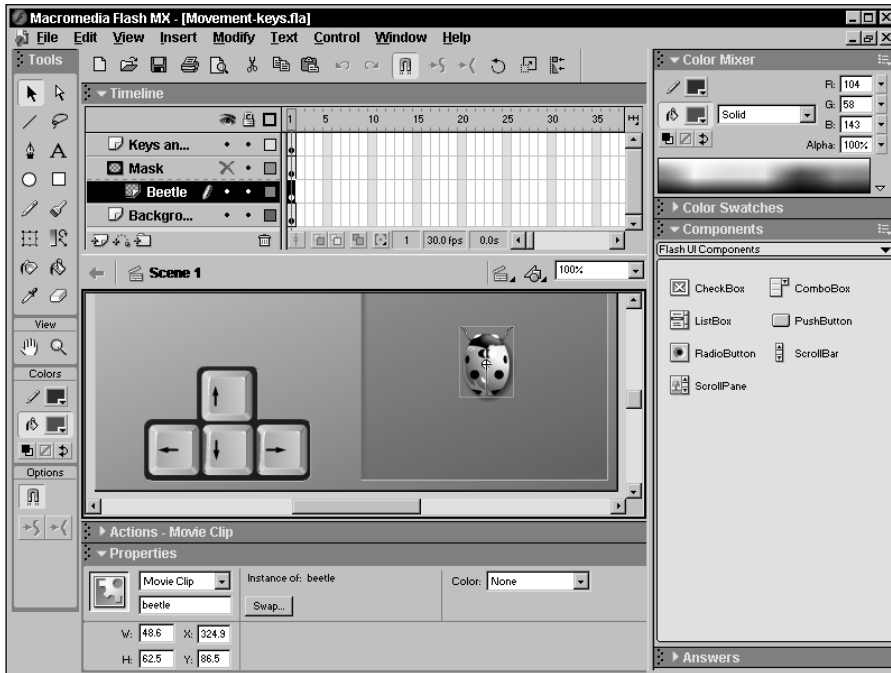 Macromedia Flash MX - [Movement-keys.fla]
File Edit View Insert Modify Text Control Window Help
Tools
View
Colors
Options
Timeline
1 5 10 15 20 25 30 35
Keys an...
Mask
Beetle
Backgro...
1 30.0 fps 0.0s
Scene 1
100%
Actions - Movie Clip
Properties
Movie Clip
Instance of: beetle
Color: None
beetle
Swap...
W: 48.6 X: 324.9
H: 62.5 Y: 86.5
Color Mixer
R: 104
G: 58
Solid
B: 143
Alpha: 100%
Color Swatches
Components
Flash UI Components
CheckBox ComboBox
ListBox PushButton
RadioButton ScrollBar
ScrollPane
Answers